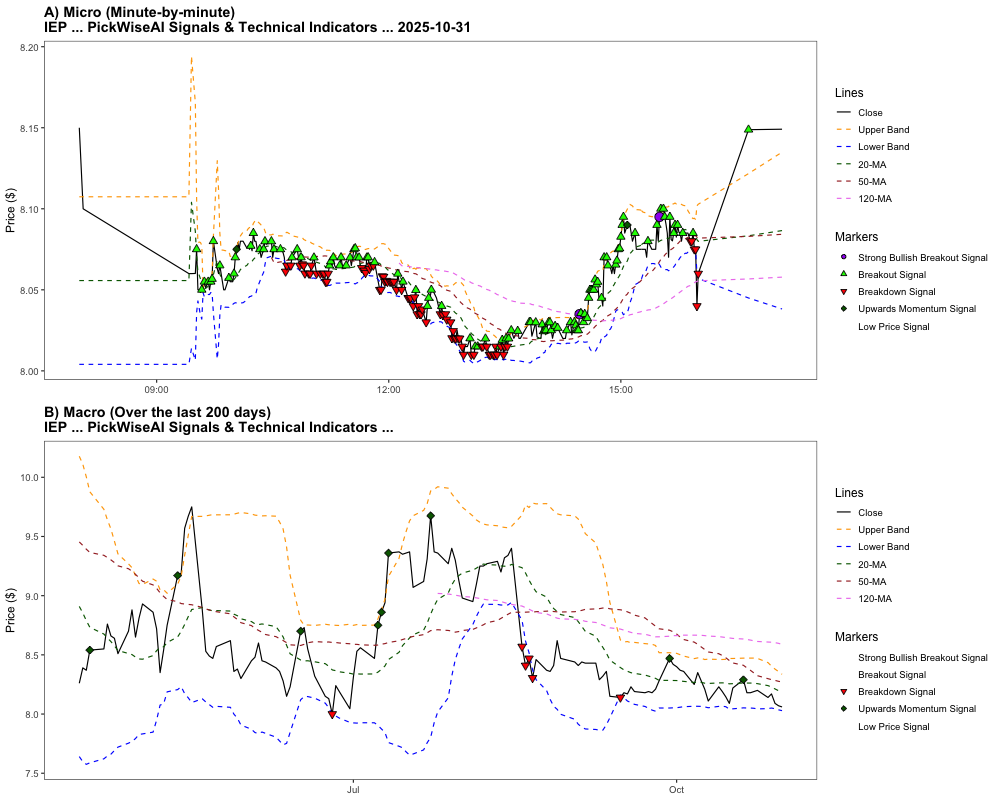 A) Micro (Minute-by-minute)
IEP ... PickWiseAI Signals & Technical Indicators ... 2025-10-31
Price ($)
8.20
8.15
8.10
8.05
8.00
09:00
12:00
15:00
Lines
Close
Upper Band
Lower Band
20-MA
50-MA
120-MA
Markers
Strong Bullish Breakout Signal
Breakout Signal
Breakdown Signal
Upwards Momentum Signal
Low Price Signal
B) Macro (Over the last 200 days)
IEP ... PickWiseAI Signals & Technical Indicators ...
Price ($)
10.0
9.5
9.0
8.5
8.0
7.5
Jul
Oct
Lines
Close
Upper Band
Lower Band
20-MA
50-MA
120-MA
Markers
Strong Bullish Breakout Signal
Breakout Signal
Breakdown Signal
Upwards Momentum Signal
Low Price Signal